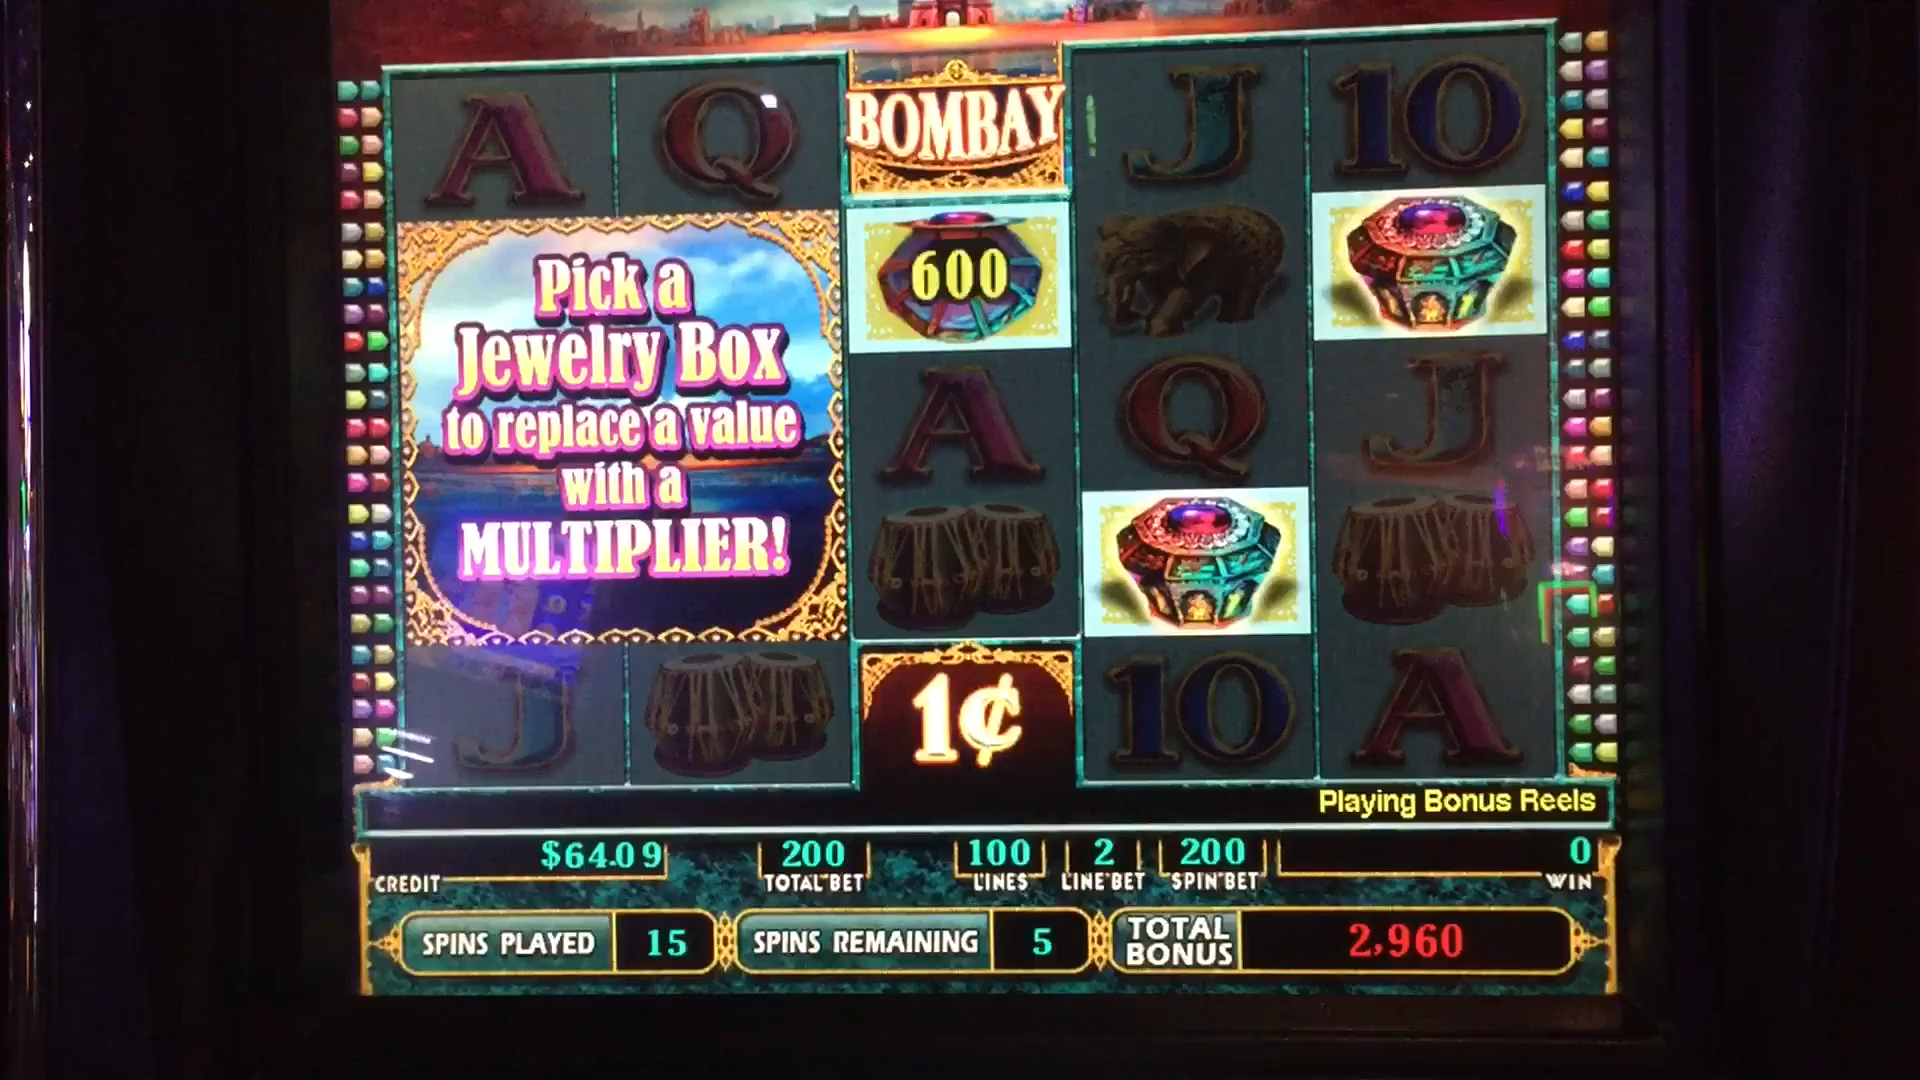 A Q BOMBAY J 10
600
Pick a
Jewelry Box
to replace a value
with a
MULTIPLIER!
A Q J
J 1¢ 10 A
Playing Bonus Reels
$64.09 200 100 2 200 0
CREDIT TOTAL BET LINES LINE BET SPIN BET WIN
SPINS PLAYED 15 SPINS REMAINING 5 TOTAL BONUS 2,960